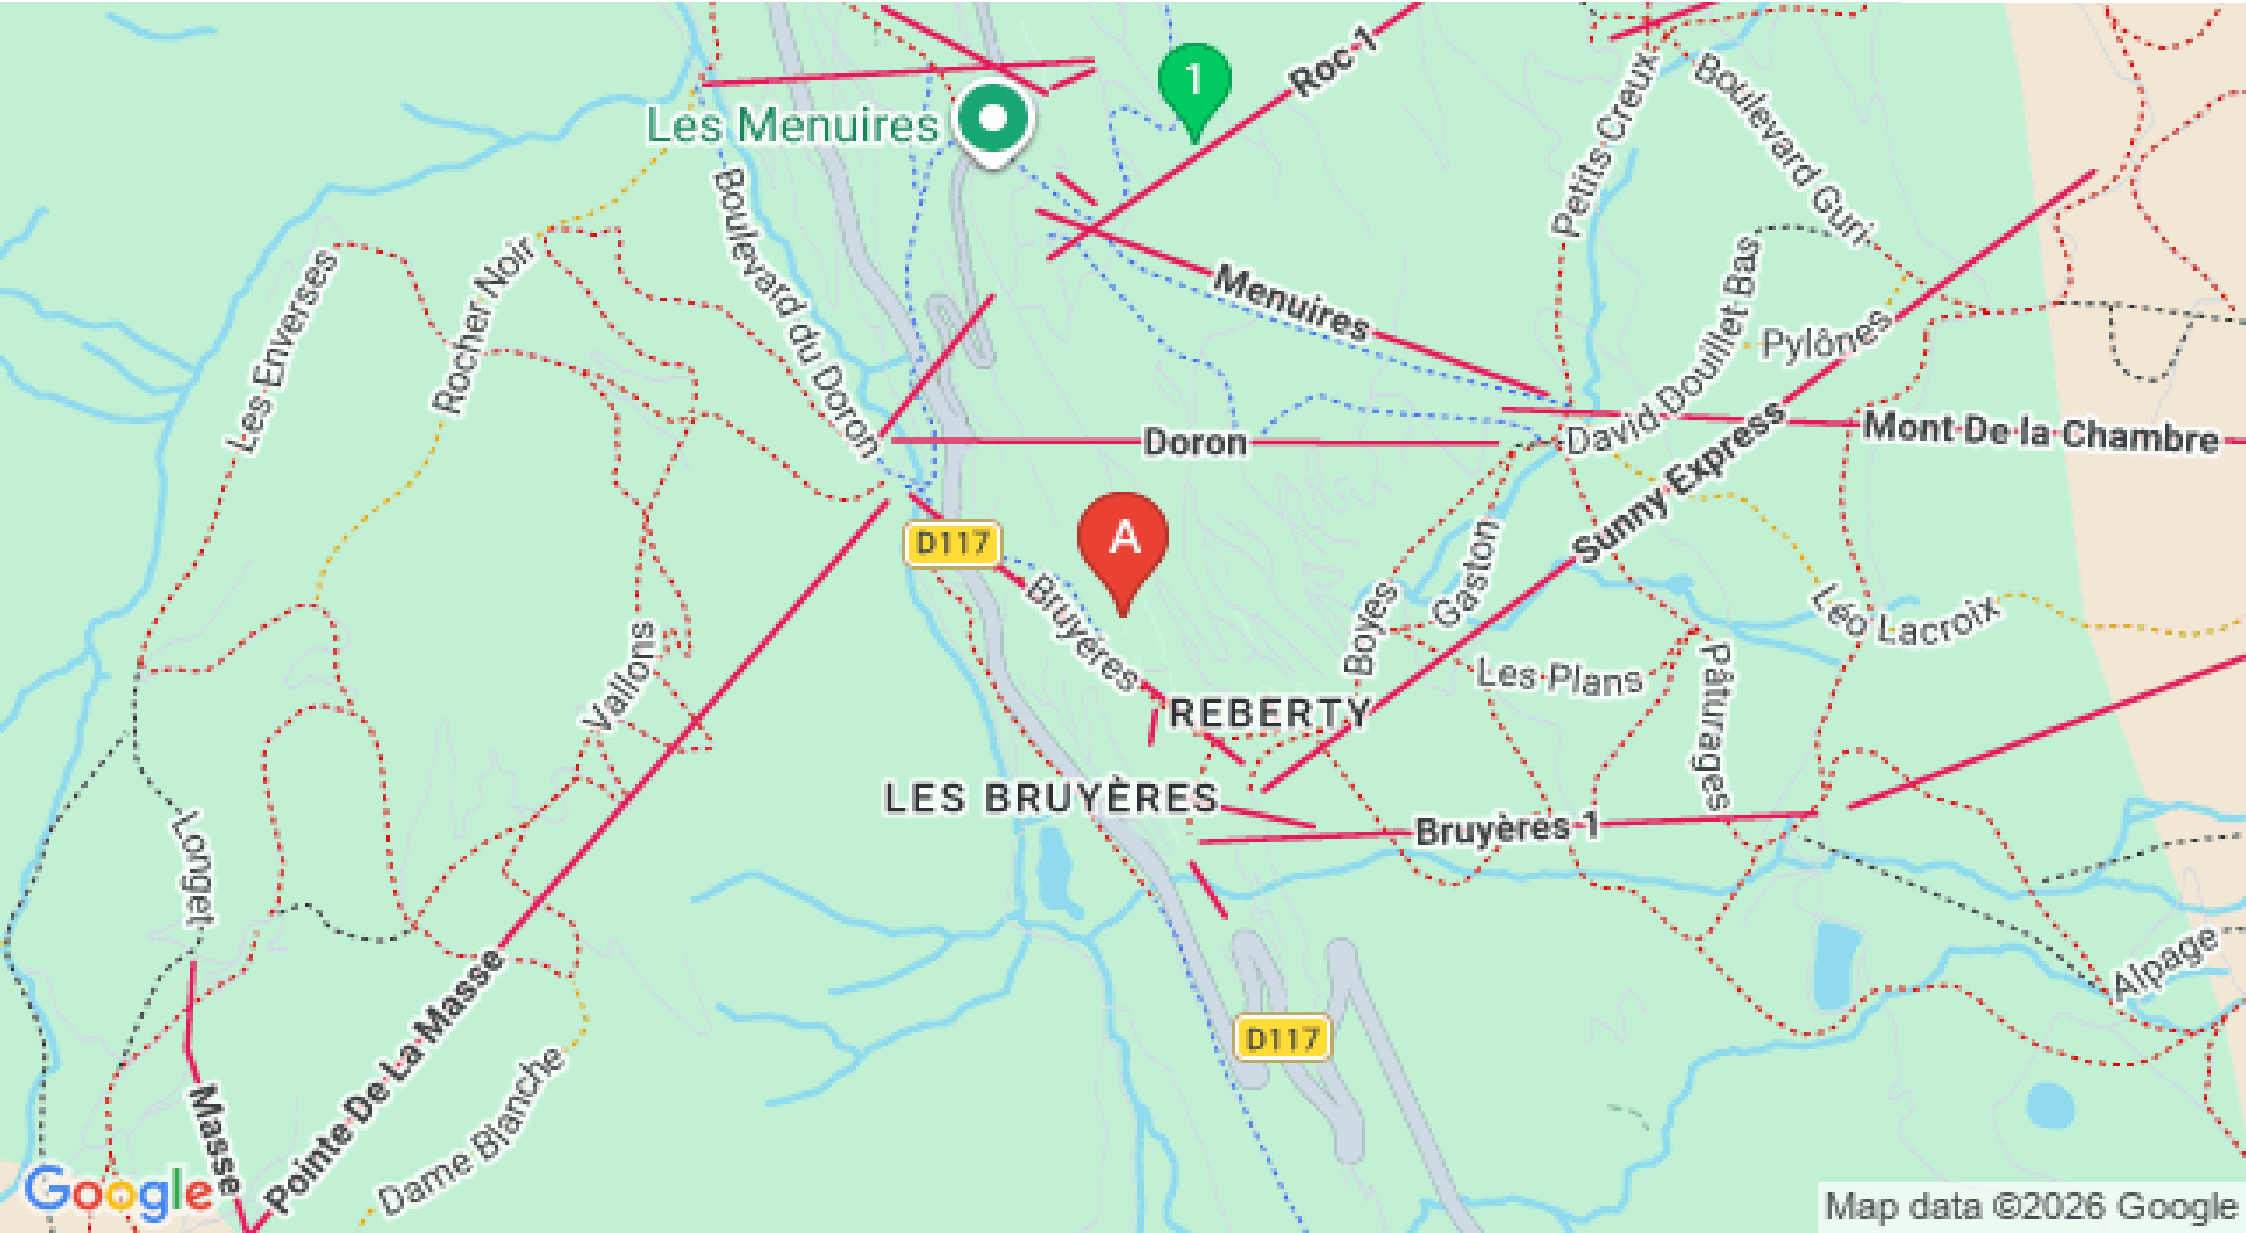 Roc 1
1
Les Menuires
Petits Creux
Boulevard Guri
Boulevard du Doron
Les Enverses
Rocher Noir
Menuires
David Douillet Bas
Pylônes
Doron
Mont De la Chambre
Sunny Express
D117
A
Bruyères
Gaston
Boyes
Léo Lacroix
Les Plans
Pâturages
Vallons
REBERTY
LES BRUYÈRES
Bruyères 1
Longet
Alpage
D117
Masse
Pointe De La Masse
Dame Blanche
Google
Map data ©2026 Google